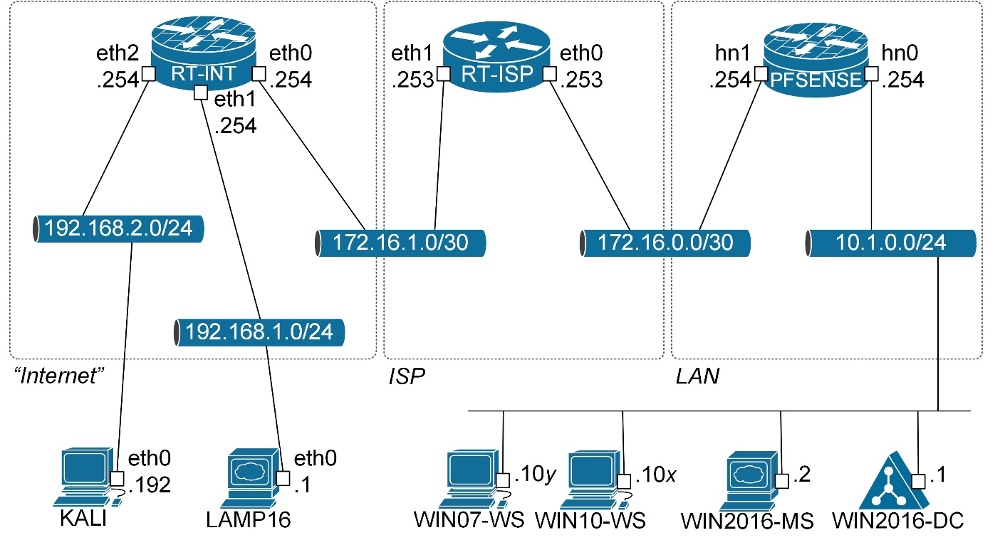 eth2
.254
RT-INT
eth0
.254
eth1
.254
eth1
.253
RT-ISP
eth0
.253
hn1
.254
PFSENSE
hn0
.254
192.168.2.0/24
172.16.1.0/30
172.16.0.0/30
10.1.0.0/24
192.168.1.0/24
“Internet”
ISP
LAN
eth0
.192
KALI
eth0
.1
LAMP16
.10y
WIN07-WS
.10x
WIN10-WS
.2
WIN2016-MS
.1
WIN2016-DC